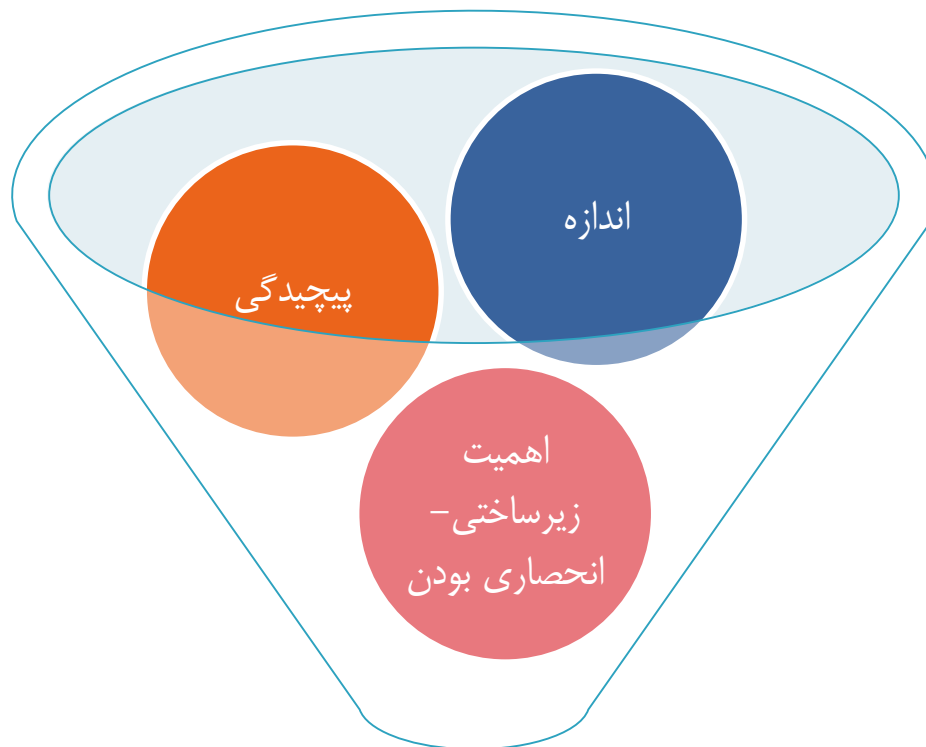 اندازه
پیچیدگی
اهمیت
زیرساختی-
انحصاری بودن